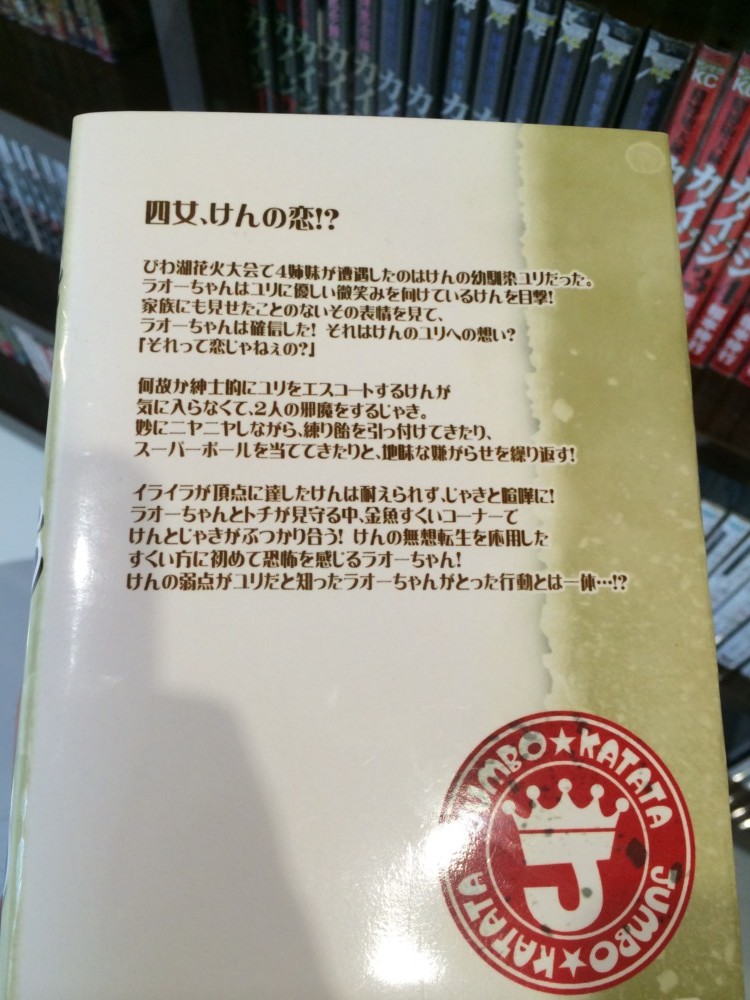 四女、けんの恋!?
びわ湖花火大会で4姉妹が遭遇したのはけんの幼馴染ユリだった。
ラオーちゃんはユリに優しい微笑みを向けているけんを目撃!
家族にも見せたことのないその表情を見て、
ラオーちゃんは確信した! それはけんのユリへの想い?
「それって恋じゃねぇの?」
何故か紳士的にユリをエスコートするけんが
気に入らなくて、2人の邪魔をするじゃき。
妙にニヤニヤしながら、練り飴を引っ付けてきたり、
スーパーボールを当ててきたりと、地味な嫌がらせを繰り返す!
イライラが頂点に達したけんは耐えられず、じゃきと喧嘩に!
ラオーちゃんとトチが見守る中、金魚すくいコーナーで
けんとじゃきがぶつかり合う! けんの無想転生を応用した
すくい方に初めて恐怖を感じるラオーちゃん!
けんの弱点がユリだと知ったラオーちゃんがとった行動とは一体…!?
JUMBO★KATATA
J
JUMBO★KATATA
カイジ
カイジ
KC
KC